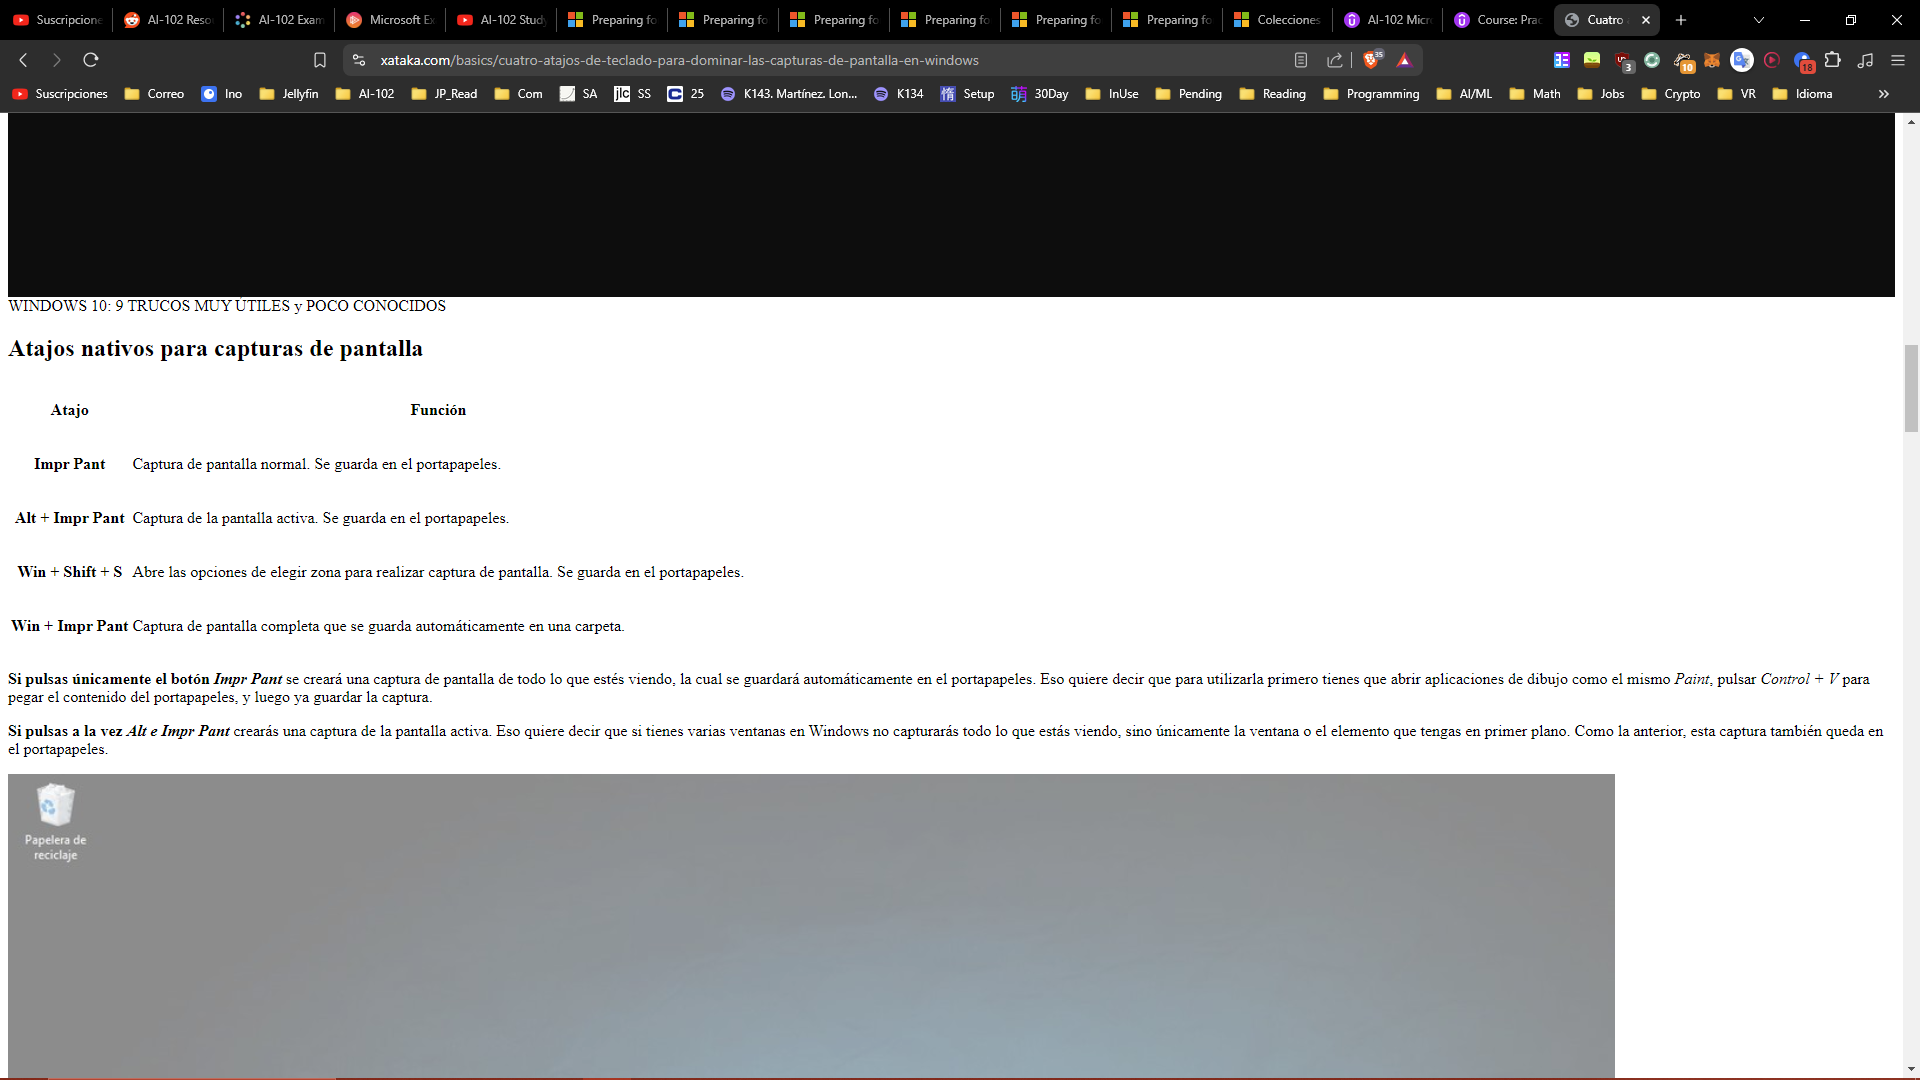 Suscripcione
AI-102 Reso
AI-102 Exam
Microsoft Ex
AI-102 Study
Preparing fo
Preparing fo
Preparing fo
Preparing fo
Preparing fo
Preparing fo
Colecciones
AI-102 Micr
Course: Prac
Cuatro
xataka.com/basics/cuatro-atajos-de-teclado-para-dominar-las-capturas-de-pantalla-en-windows
35
3
10
18
Suscripciones Correo Ino Jellyfin AI-102 JP_Read Com SA jlc SS 25 K143. Martínez. Lon... K134 惰 Setup 萌 30Day InUse Pending Reading Programming AI/ML Math Jobs Crypto VR Idioma
WINDOWS 10: 9 TRUCOS MUY ÚTILES y POCO CONOCIDOS
Atajos nativos para capturas de pantalla
Atajo Función
Impr Pant Captura de pantalla normal. Se guarda en el portapapeles.
Alt + Impr Pant Captura de la pantalla activa. Se guarda en el portapapeles.
Win + Shift + S Abre las opciones de elegir zona para realizar captura de pantalla. Se guarda en el portapapeles.
Win + Impr Pant Captura de pantalla completa que se guarda automáticamente en una carpeta.
Si pulsas únicamente el botón Impr Pant se creará una captura de pantalla de todo lo que estés viendo, la cual se guardará automáticamente en el portapapeles. Eso quiere decir que para utilizarla primero tienes que abrir aplicaciones de dibujo como el mismo Paint, pulsar Control + V para
pegar el contenido del portapapeles, y luego ya guardar la captura.
Si pulsas a la vez Alt e Impr Pant crearás una captura de la pantalla activa. Eso quiere decir que si tienes varias ventanas en Windows no capturarás todo lo que estás viendo, sino únicamente la ventana o el elemento que tengas en primer plano. Como la anterior, esta captura también queda en
el portapapeles.
Papelera de
reciclaje